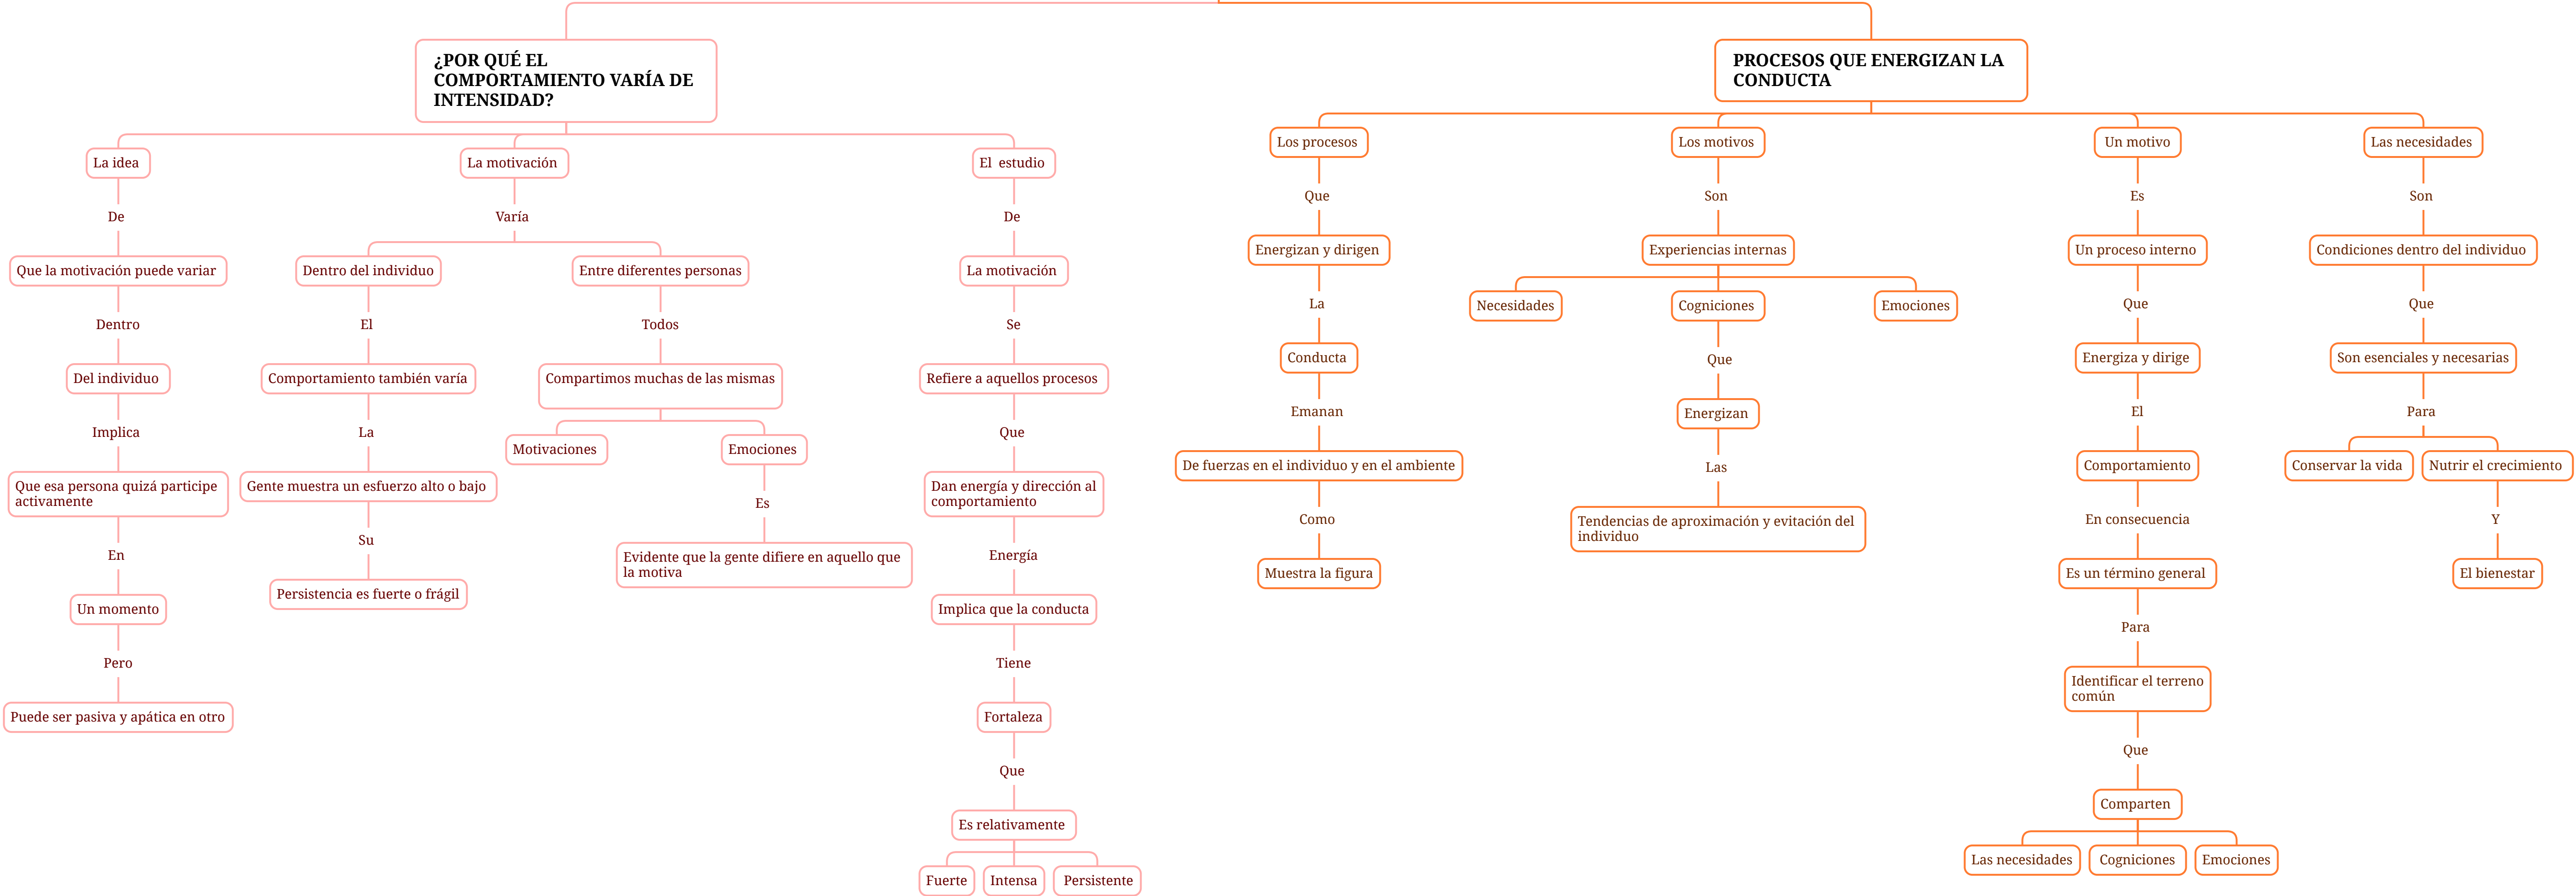 ¿POR QUÉ EL
COMPORTAMIENTO VARÍA DE
INTENSIDAD?
La idea
De
Que la motivación puede variar
Dentro
Del individuo
Implica
Que esa persona quizá participe
activamente
En
Un momento
Pero
Puede ser pasiva y apática en otro
La motivación
Varía
Dentro del individuo
El
Comportamiento también varía
La
Gente muestra un esfuerzo alto o bajo
Su
Persistencia es fuerte o frágil
Entre diferentes personas
Todos
Compartimos muchas de las mismas
Motivaciones
Emociones
Es
Evidente que la gente difiere en aquello que
la motiva
El estudio
De
La motivación
Se
Refiere a aquellos procesos
Que
Dan energía y dirección al
comportamiento
Energía
Implica que la conducta
Tiene
Fortaleza
Que
Es relativamente
Fuerte
Intensa
Persistente
PROCESOS QUE ENERGIZAN LA
CONDUCTA
Los procesos
Que
Energizan y dirigen
La
Conducta
Emanan
De fuerzas en el individuo y en el ambiente
Como
Muestra la figura
Los motivos
Son
Experiencias internas
Necesidades
Cogniciones
Que
Energizan
Las
Tendencias de aproximación y evitación del
individuo
Emociones
Un motivo
Es
Un proceso interno
Que
Energiza y dirige
El
Comportamiento
En consecuencia
Es un término general
Para
Identificar el terreno
común
Que
Comparten
Las necesidades
Cogniciones
Emociones
Las necesidades
Son
Condiciones dentro del individuo
Que
Son esenciales y necesarias
Para
Conservar la vida
Nutrir el crecimiento
Y
El bienestar